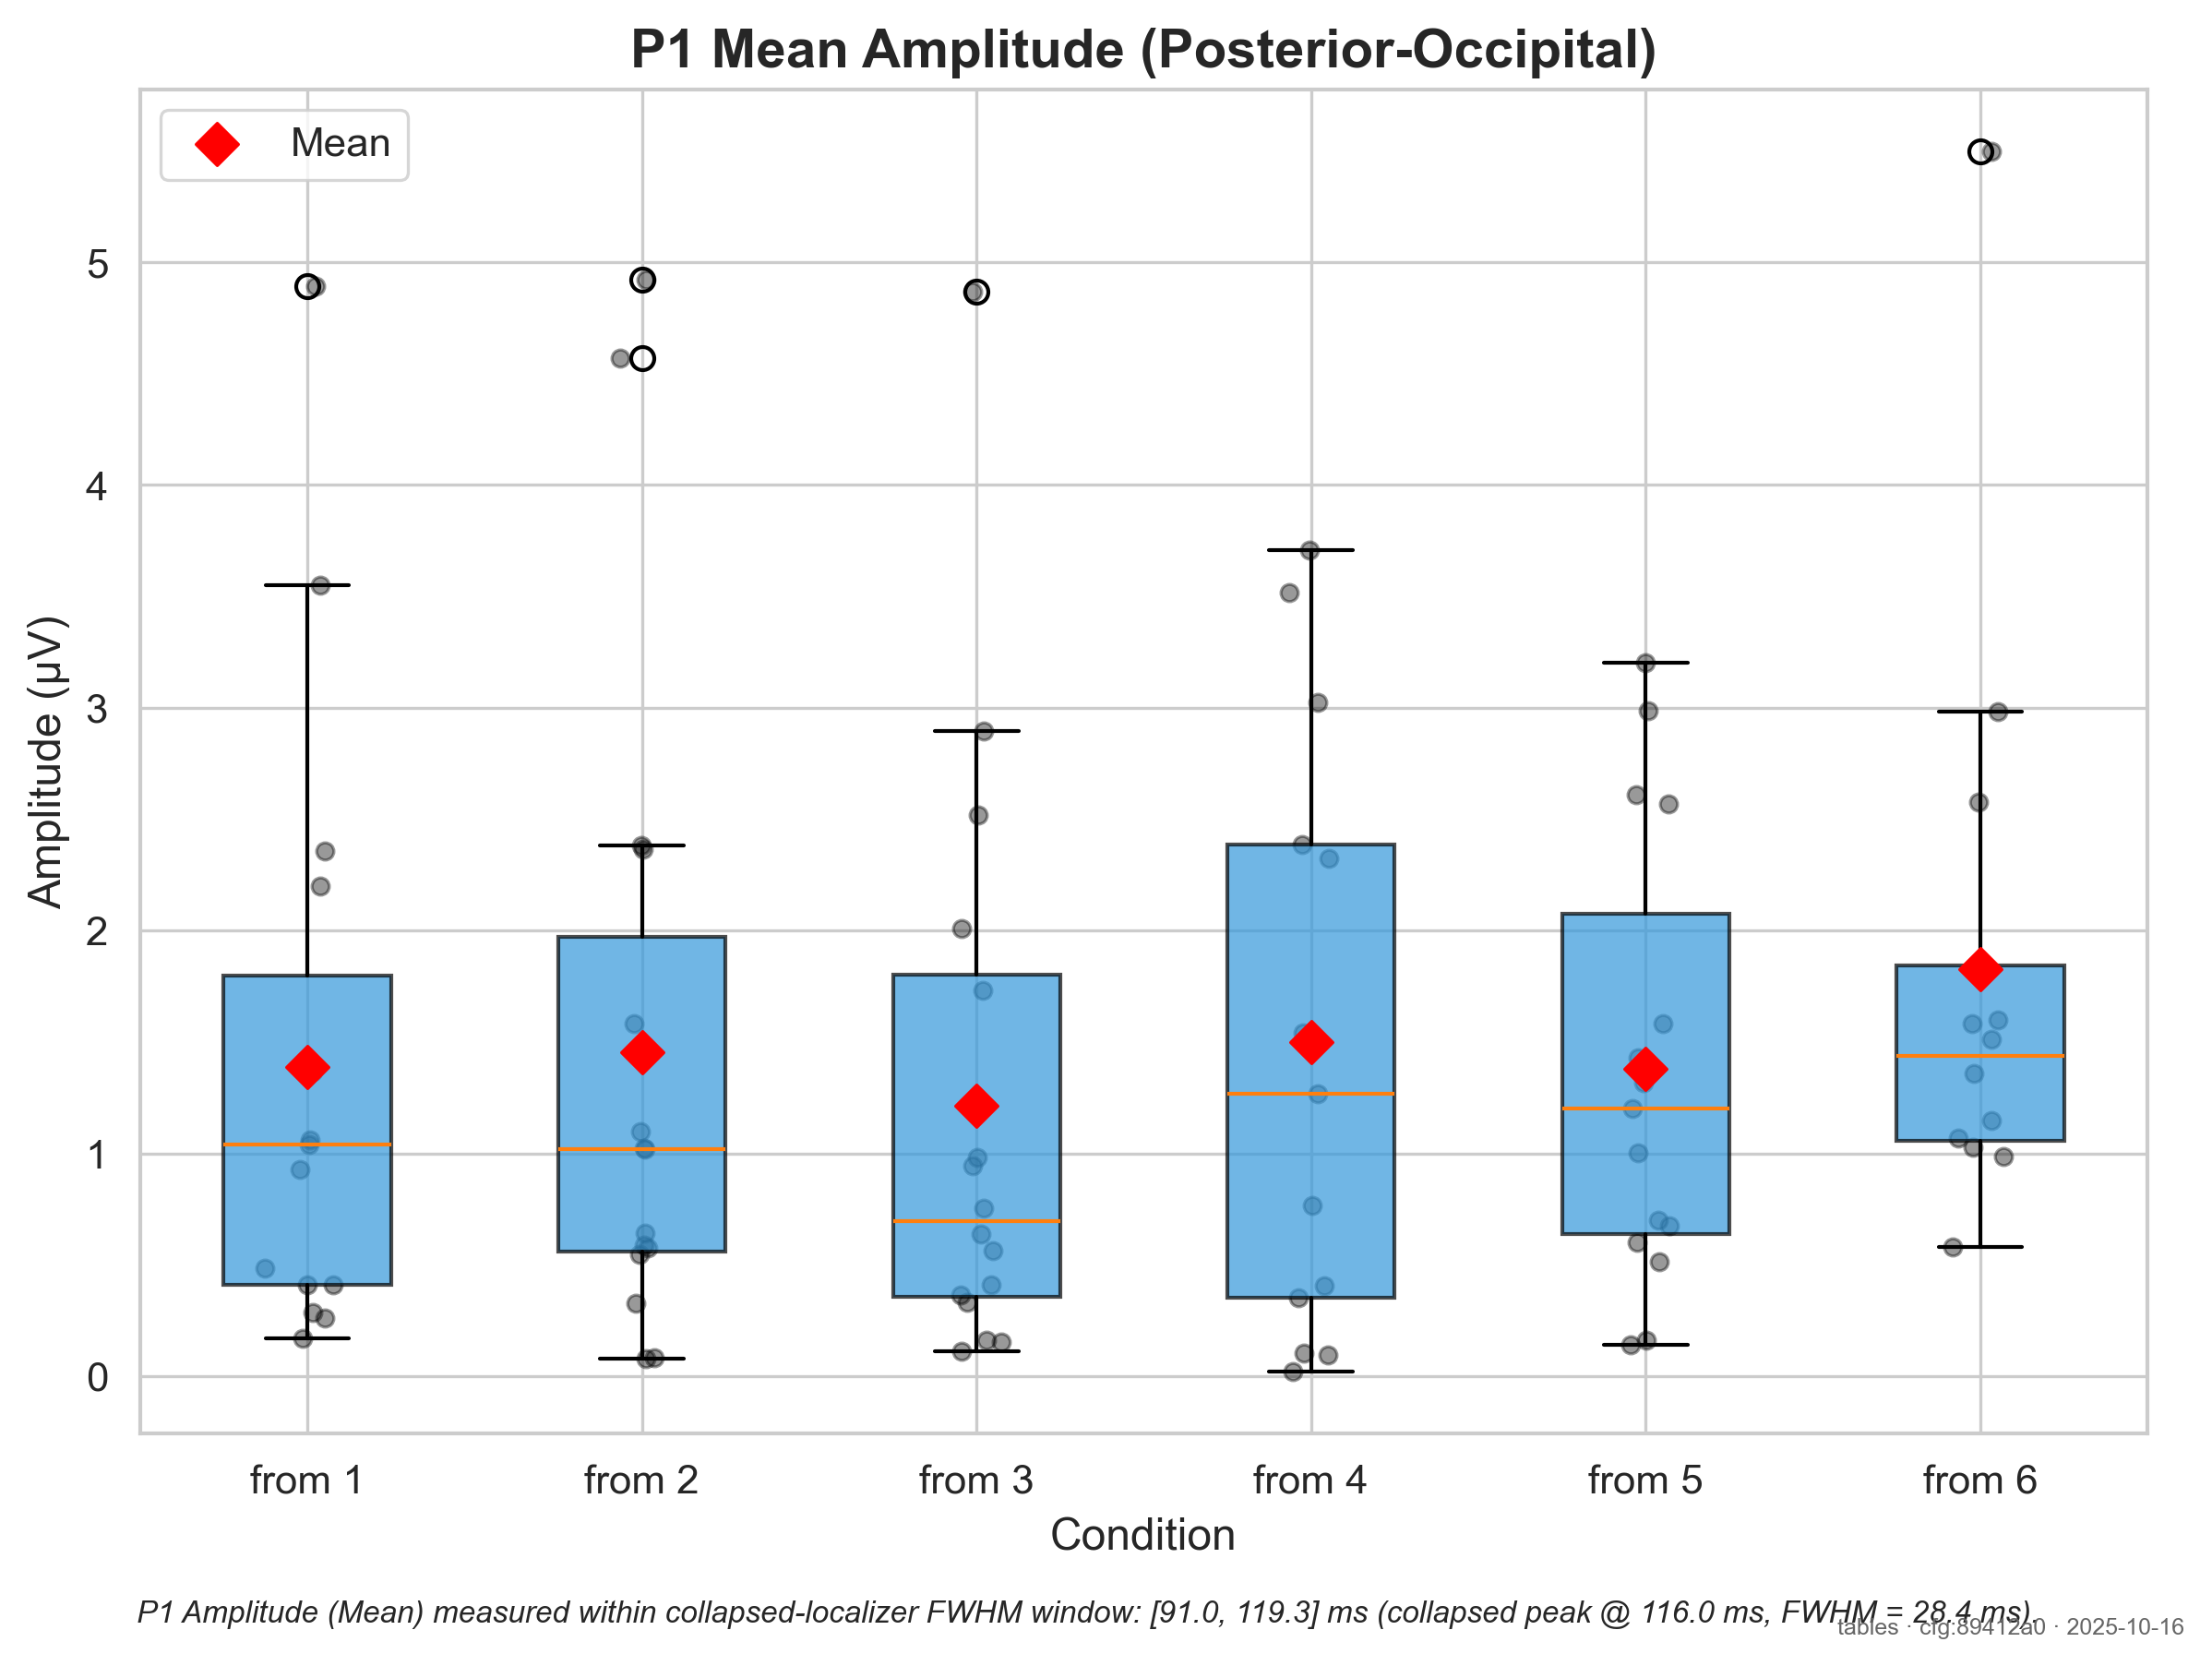 P1 Mean Amplitude (Posterior-Occipital)
Mean
5
4
3
2
1
0
Amplitude (µV)
from 1
from 2
from 3
from 4
from 5
from 6
Condition
P1 Amplitude (Mean) measured within collapsed-localizer FWHM window: [91.0, 119.3] ms (collapsed peak @ 116.0 ms, FWHM = 28.4 ms).
tables · cfg:89412a0 · 2025-10-16